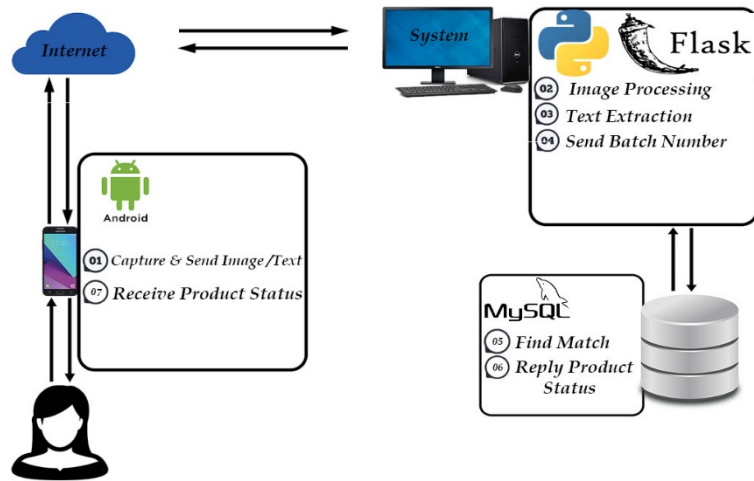 Internet
System
Flask
02 Image Processing
03 Text Extraction
04 Send Batch Number
Android
01 Capture & Send Image/Text
07 Receive Product Status
MySQL
05 Find Match
06 Reply Product
Status